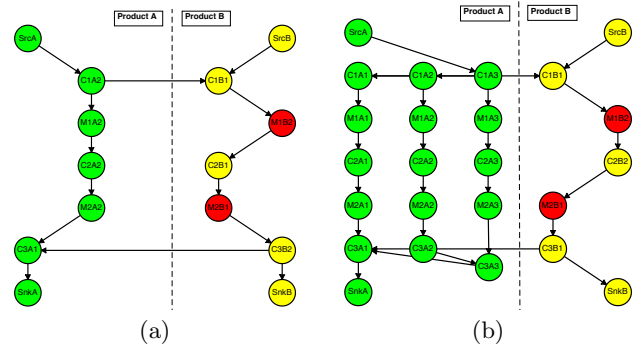 Product A Product B
SrcA SrcB
C1A2 C1B1
M1A2 M1B2
C2A2 C2B1
M2A2 M2B1
C3A1 C3B2
SnkA SnkB
(a)
Product A Product B
SrcA SrcB
C1A1 C1A2 C1A3 C1B1
M1A1 M1A2 M1A3 M1B2
C2A1 C2A2 C2A3 C2B2
M2A1 M2A2 M2A3 M2B1
C3A1 C3A2 C3B1
C3A3
SnkA SnkB
(b)